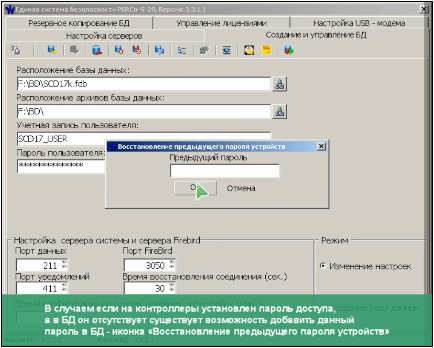 Единая система безопасности PERCo-S-20, Версия 3.3.1.1
Резервное копирование БД
Управление лицензиями
Настройка USB - модема
Настройка серверов
Создание и управление БД
Расположение базы данных:
F:\BD\SCD17k.fdb
Расположение архивов базы данных:
F:\BD\
Учетная запись пользователя:
SCD17_USER
Пароль пользователя:
**************
Восстановление предыдущего пароля устройств
Предыдущий пароль
Отмена
Настройка сервера системы и сервера Firebird
Порт данных
Порт FireBird
211
3050
Порт уведомлений
Время восстановления соединения (сек.)
411
30
Режим
Изменение настроек
В случаем если на контроллеры установлен пароль доступа,
а в БД он отсутствует существует возможность добавить данный
пароль в БД - иконка «Восстановление предыдущего пароля устройств»